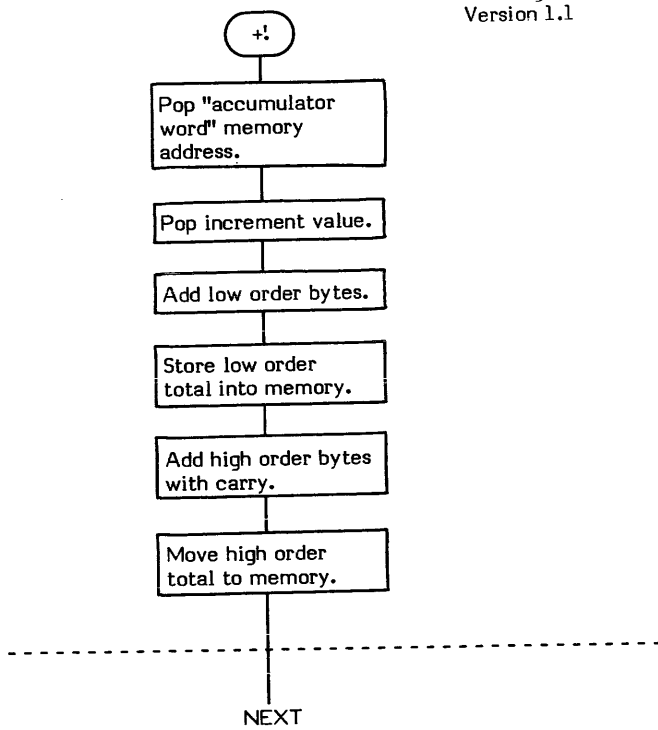 Version 1.1
+!
Pop "accumulator
word" memory
address.
Pop increment value.
Add low order bytes.
Store low order
total into memory.
Add high order bytes
with carry.
Move high order
total to memory.
NEXT